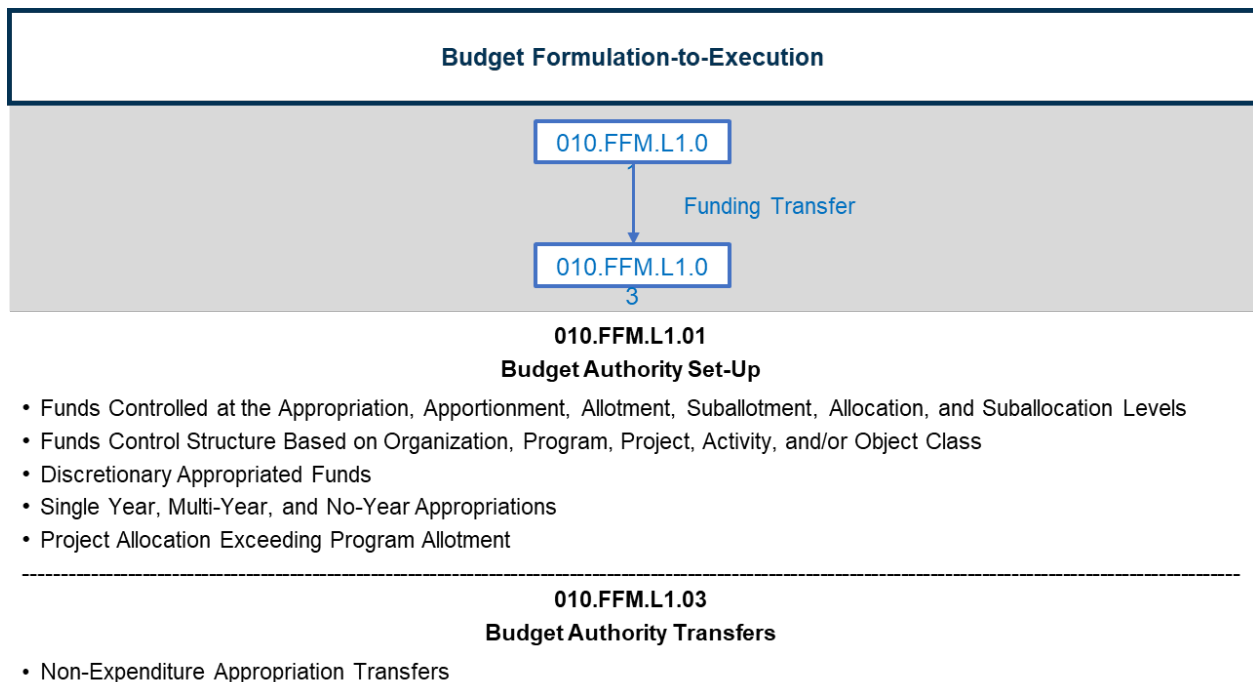 Budget Formulation-to-Execution
010.FFM.L1.0
1
Funding Transfer
010.FFM.L1.0
3
010.FFM.L1.01
Budget Authority Set-Up
• Funds Controlled at the Appropriation, Apportionment, Allotment, Suballotment, Allocation, and Suballocation Levels
• Funds Control Structure Based on Organization, Program, Project, Activity, and/or Object Class
• Discretionary Appropriated Funds
• Single Year, Multi-Year, and No-Year Appropriations
• Project Allocation Exceeding Program Allotment
010.FFM.L1.03
Budget Authority Transfers
• Non-Expenditure Appropriation Transfers